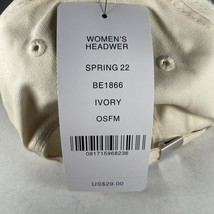 WOMEN'S
HEADWER
SPRING 22
BE1866
IVORY
OSFM
081715968236
US$29.00